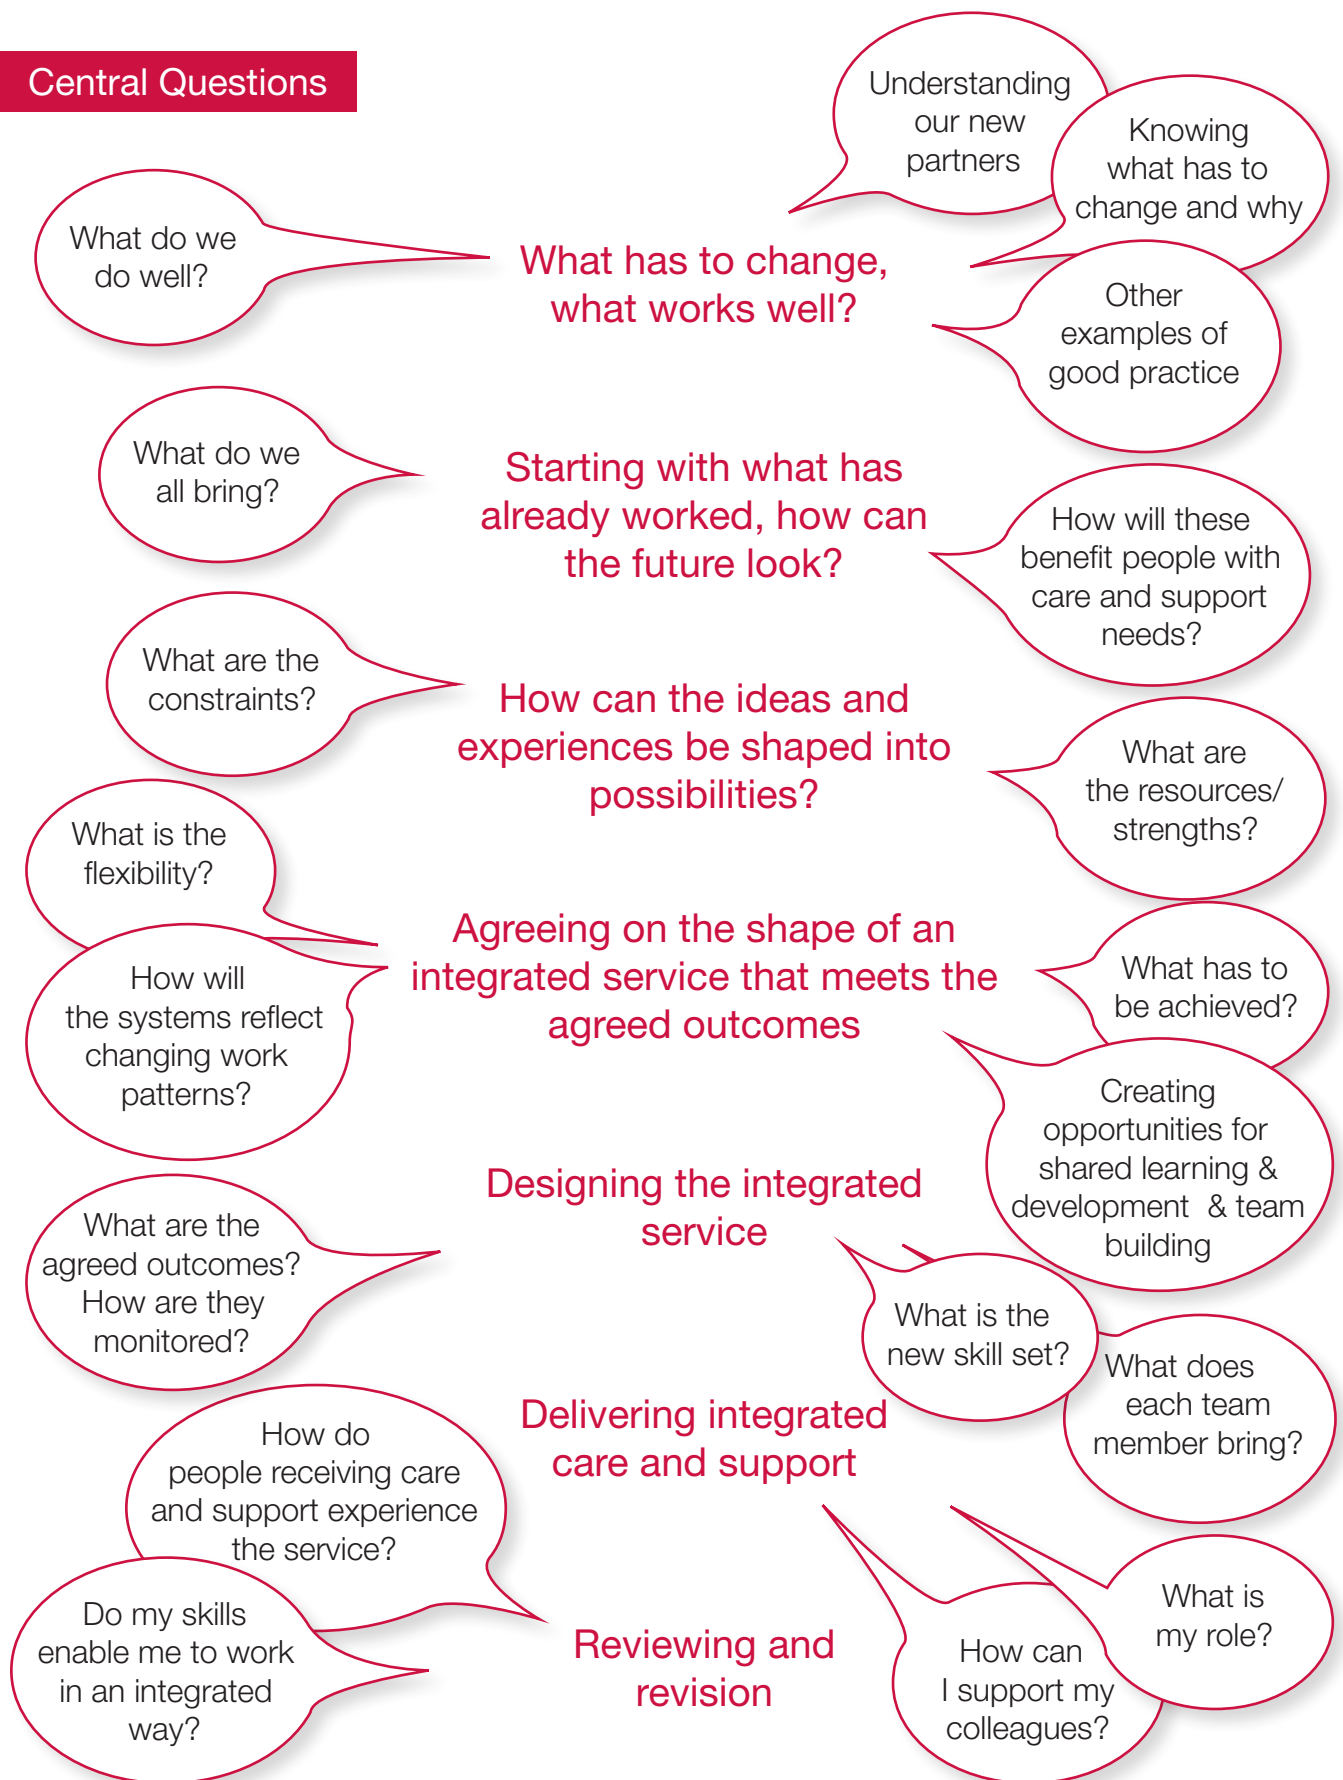 Central Questions
Understanding
our new
partners
Knowing
what has to
change and why
What do we
do well?
What has to change,
what works well?
Other
examples of
good practice
What do we
all bring?
Starting with what has
already worked, how can
the future look?
How will these
benefit people with
care and support
needs?
What are the
constraints?
How can the ideas and
experiences be shaped into
possibilities?
What are
the resources/
strengths?
What is the
flexibility?
Agreeing on the shape of an
integrated service that meets the
agreed outcomes
What has to
be achieved?
How will
the systems reflect
changing work
patterns?
Creating
opportunities for
shared learning &
development & team
building
Designing the integrated
service
What are the
agreed outcomes?
How are they
monitored?
What is the
new skill set?
What does
each team
member bring?
Delivering integrated
care and support
How do
people receiving care
and support experience
the service?
What is
my role?
Do my skills
enable me to work
in an integrated
way?
Reviewing and
revision
How can
I support my
colleagues?